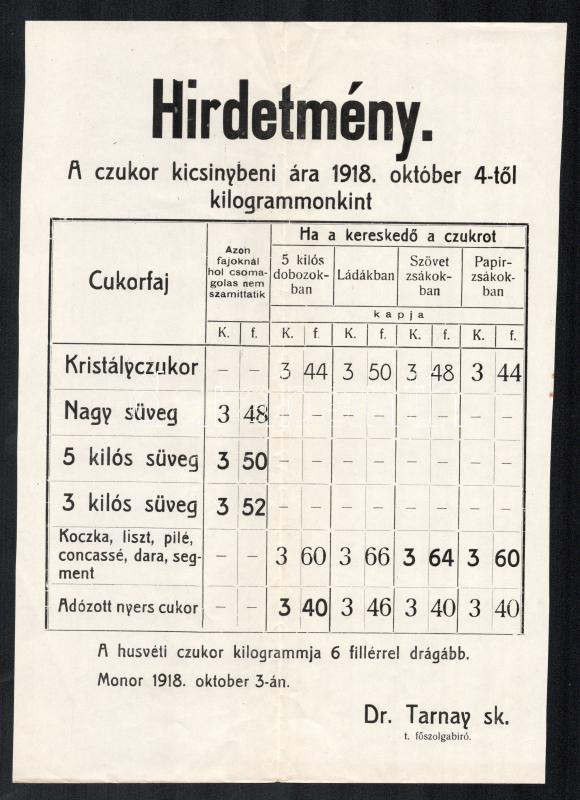 Hirdetmény.
A czukor kicsinybeni ára 1918. október 4-től
kilogrammonkint
Cukorfaj
Azon
fajoknál
hol csoma-
golas nem
szamittatik
Ha a kereskedő a czukrot
5 kilós
dobozok-
ban
Ládákban
Szövet
zsákok-
ban
Papir-
zsákok-
ban
kapja
K. f. K. f. K. f. K. f. K. f.
Kristályczukor – – 3 44 3 50 3 48 3 44
Nagy süveg 3 48 – – – – – – – –
5 kilós süveg 3 50 – – – – – – – –
3 kilós süveg 3 52 – – – – – – – –
Koczka, liszt, pilé,
concassé, dara, seg-
ment
– – 3 60 3 66 3 64 3 60
Adózott nyers cukor – – 3 40 3 46 3 40 3 40
A husvéti czukor kilogrammja 6 fillérrel drágább.
Monor 1918. oktober 3-án.
Dr. Tarnay sk.
t. főszolgabiró.